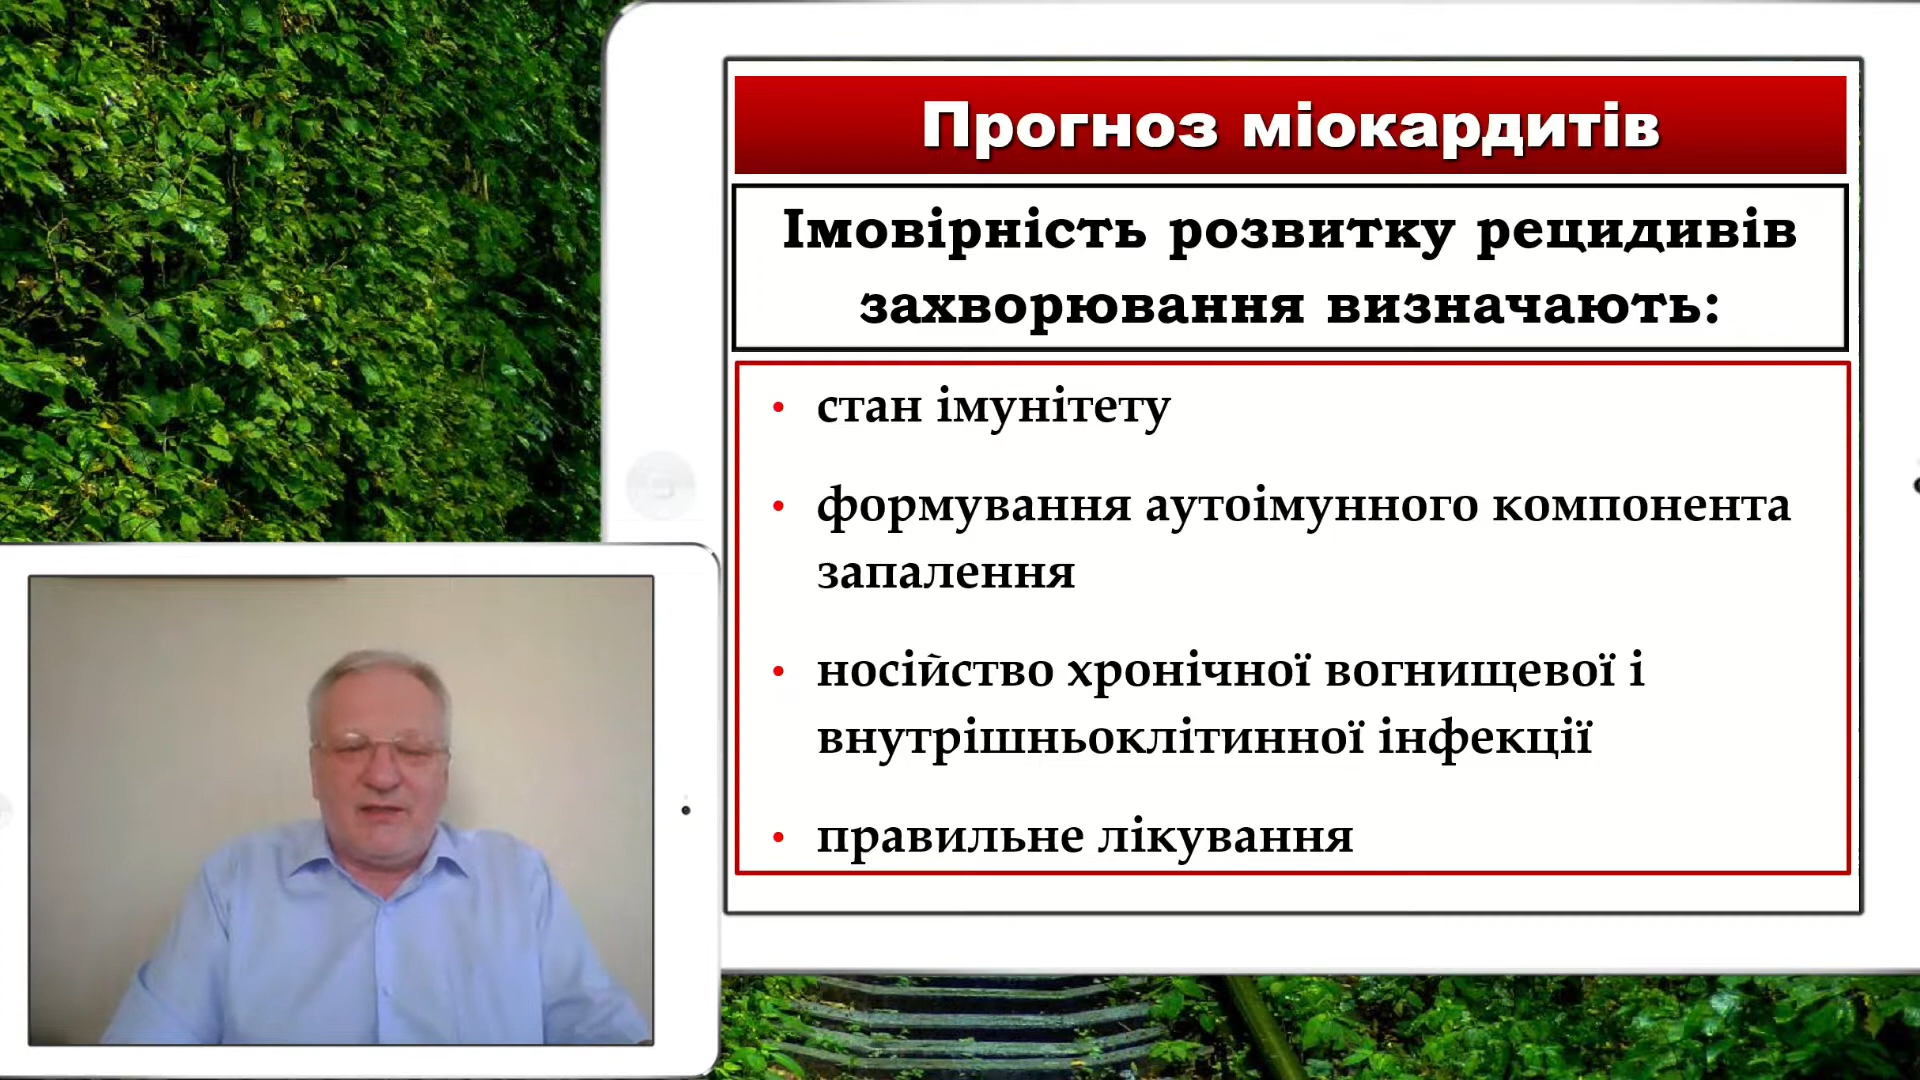 Прогноз міокардитів
Імовірність розвитку рецидивів
захворювання визначають:
• стан імунітету
• формування аутоімунного компонента
запалення
• носійство хронічної вогнищевої і
внутрішньоклітинної інфекції
• правильне лікування